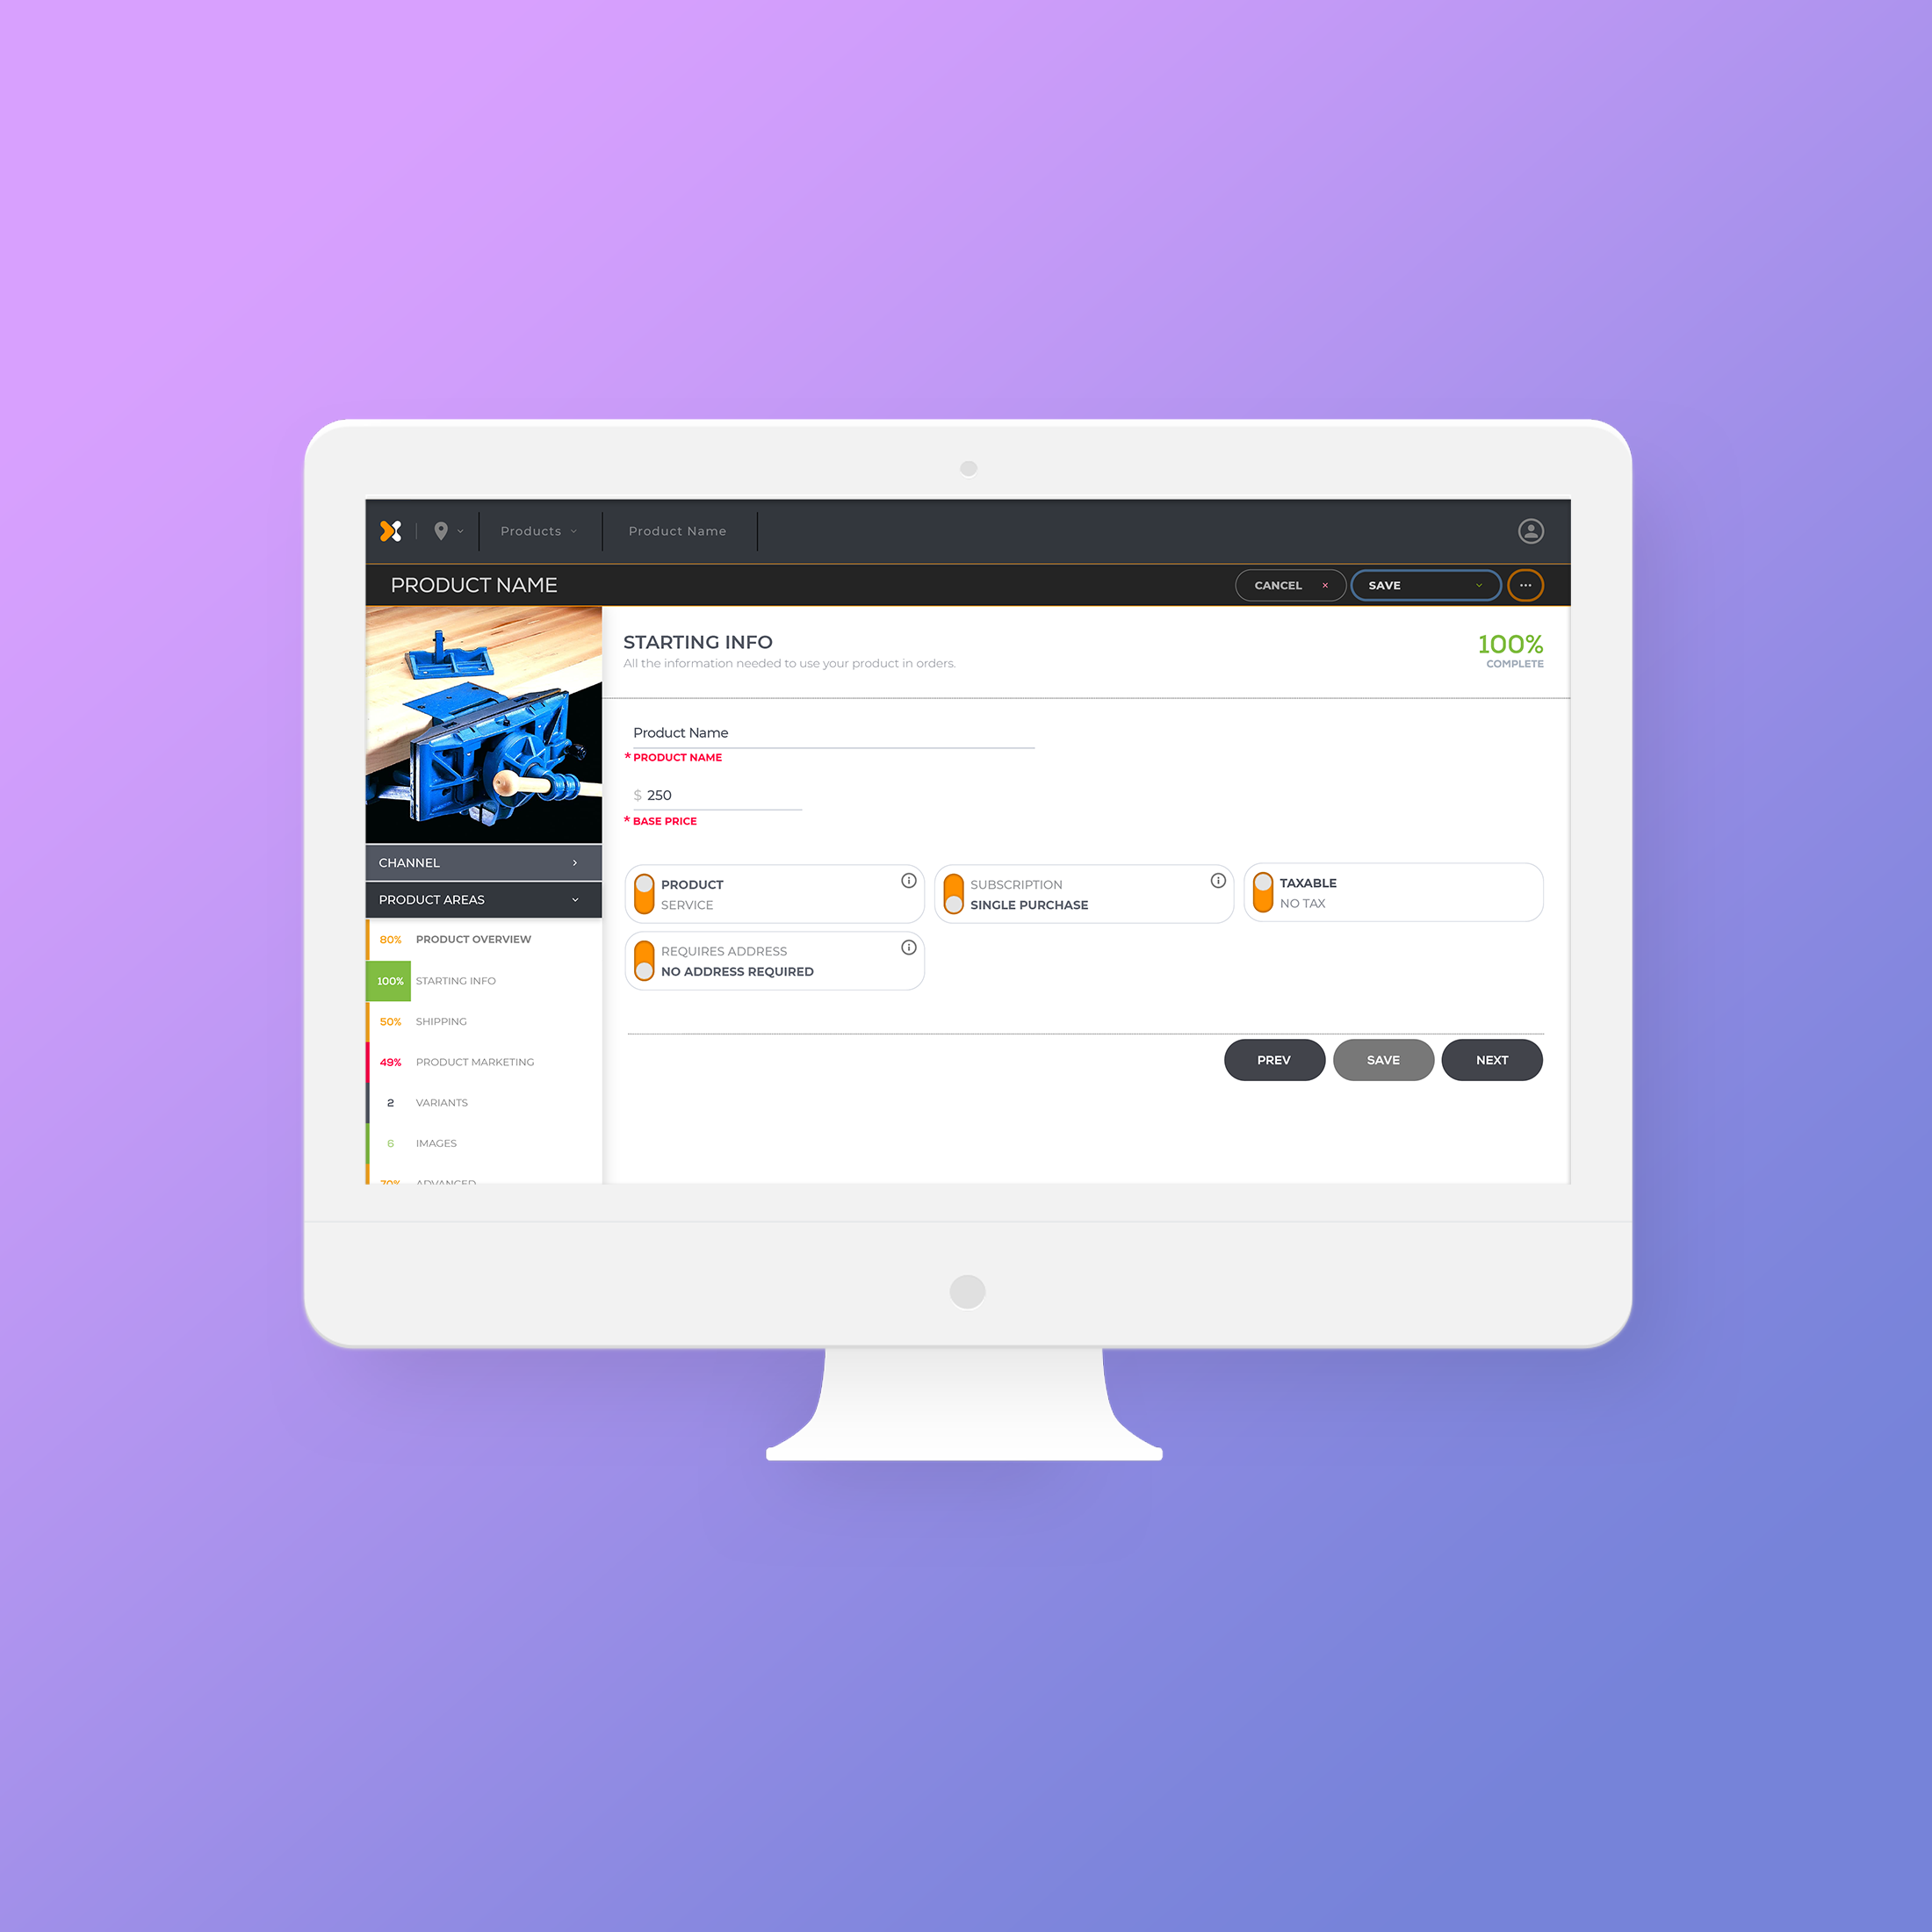 Products
Product Name
PRODUCT NAME
CANCEL ×
SAVE
STARTING INFO
All the information needed to use your product in orders.
100%
COMPLETE
Product Name
* PRODUCT NAME
$ 250
* BASE PRICE
PRODUCT
SERVICE
SUBSCRIPTION
SINGLE PURCHASE
TAXABLE
NO TAX
REQUIRES ADDRESS
NO ADDRESS REQUIRED
PREV
SAVE
NEXT
CHANNEL
PRODUCT AREAS
80% PRODUCT OVERVIEW
100% STARTING INFO
50% SHIPPING
49% PRODUCT MARKETING
2 VARIANTS
6 IMAGES
70% ADVANCED